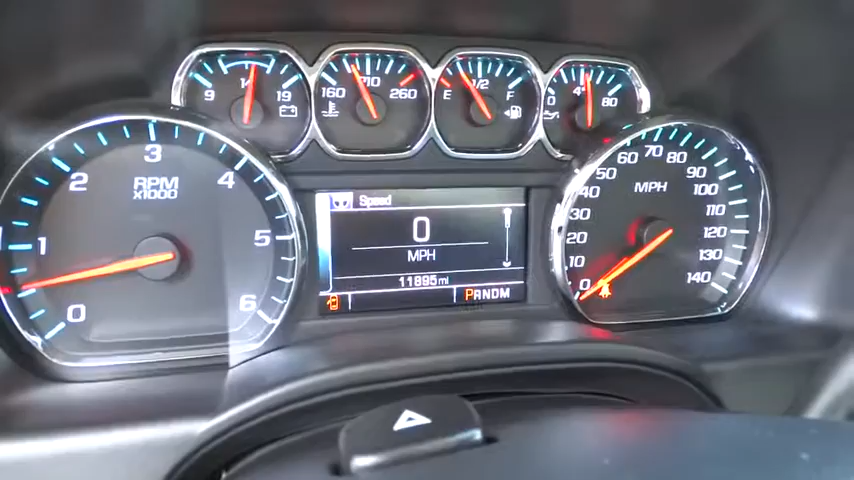 9 14 19
160 210 260
E 1/2 F
0 40 80
0 1 2 3 4 5 6
RPM
X1000
Speed
0
MPH
11895 mi
PRNDM
0 10 20 30 40 50 60 70 80 90 100 110 120 130 140
MPH